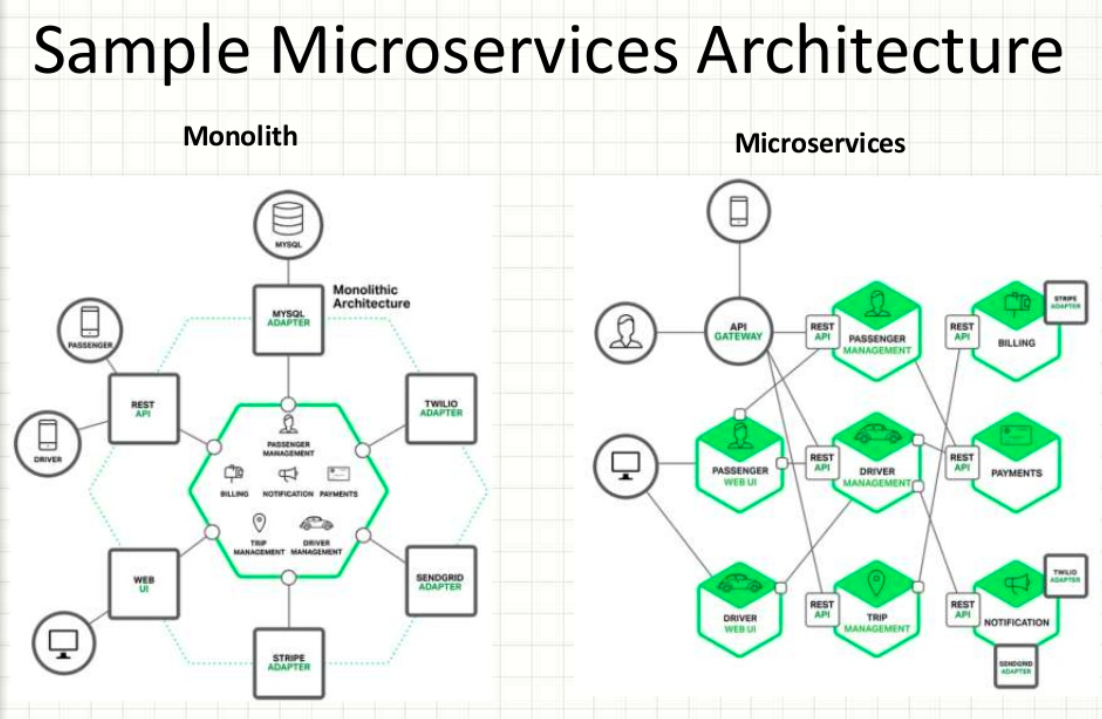 Sample Microservices Architecture
Monolith
MYSQL
Monolithic
Architecture
MYSQL
ADAPTER
PASSENGER
REST
API
TWILIO
ADAPTER
DRIVER
PASSENGER
MANAGEMENT
BILLING
NOTIFICATION
PAYMENTS
TRIP
MANAGEMENT
DRIVER
MANAGEMENT
WEB
UI
SENDGRID
ADAPTER
STRIPE
ADAPTER
Microservices
API
GATEWAY
REST
API
PASSENGER
MANAGEMENT
REST
API
BILLING
STRIPE
ADAPTER
PASSENGER
WEB UI
REST
API
DRIVER
MANAGEMENT
REST
API
PAYMENTS
DRIVER
WEB UI
REST
API
TRIP
MANAGEMENT
REST
API
NOTIFICATION
TWILIO
ADAPTER
SENDGRID
ADAPTER